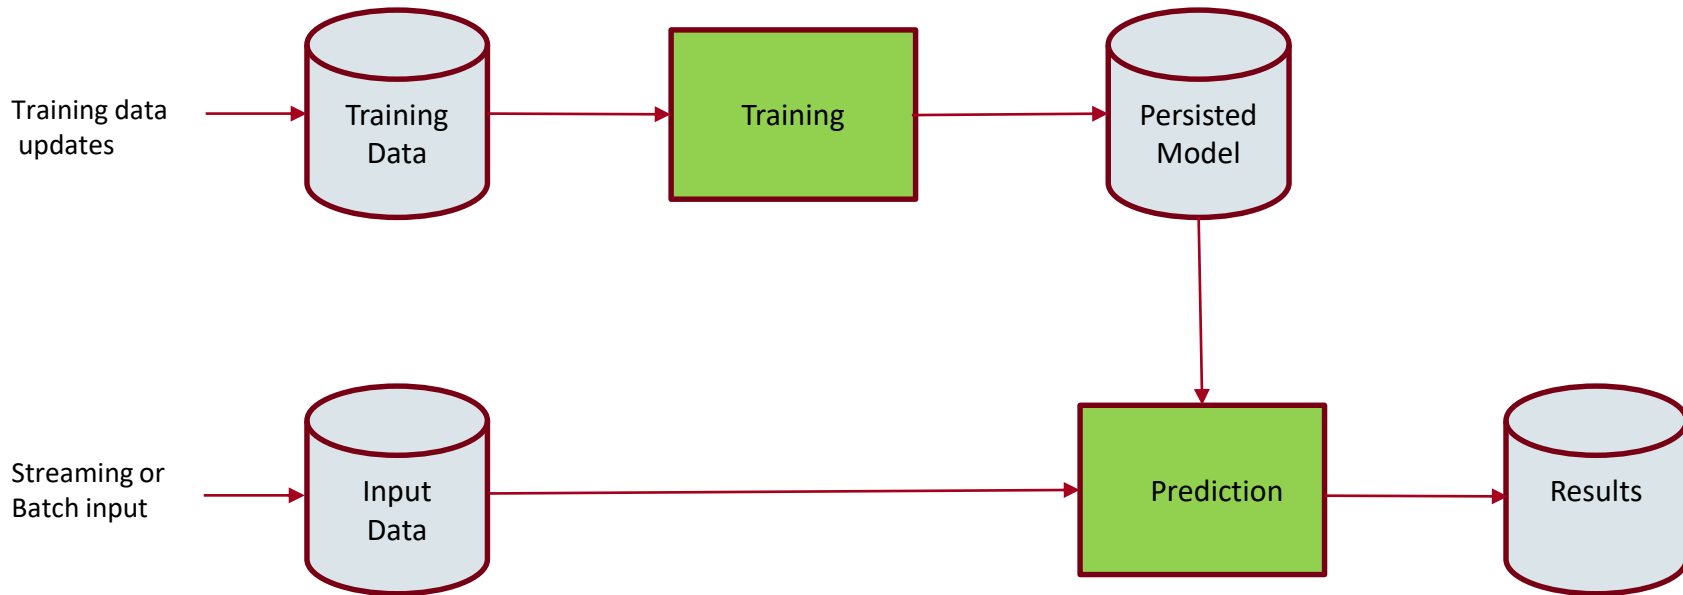 Training data
updates
Training
Data
Training
Persisted
Model
Streaming or
Batch input
Input
Data
Prediction
Results